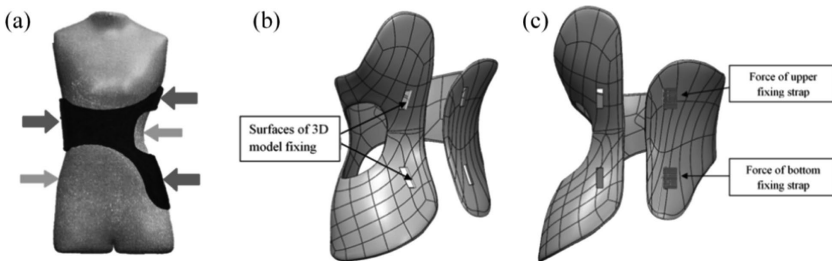 (a)
(b)
(c)
Surfaces of 3D
model fixing
Force of upper
fixing strap
Force of bottom
fixing strap